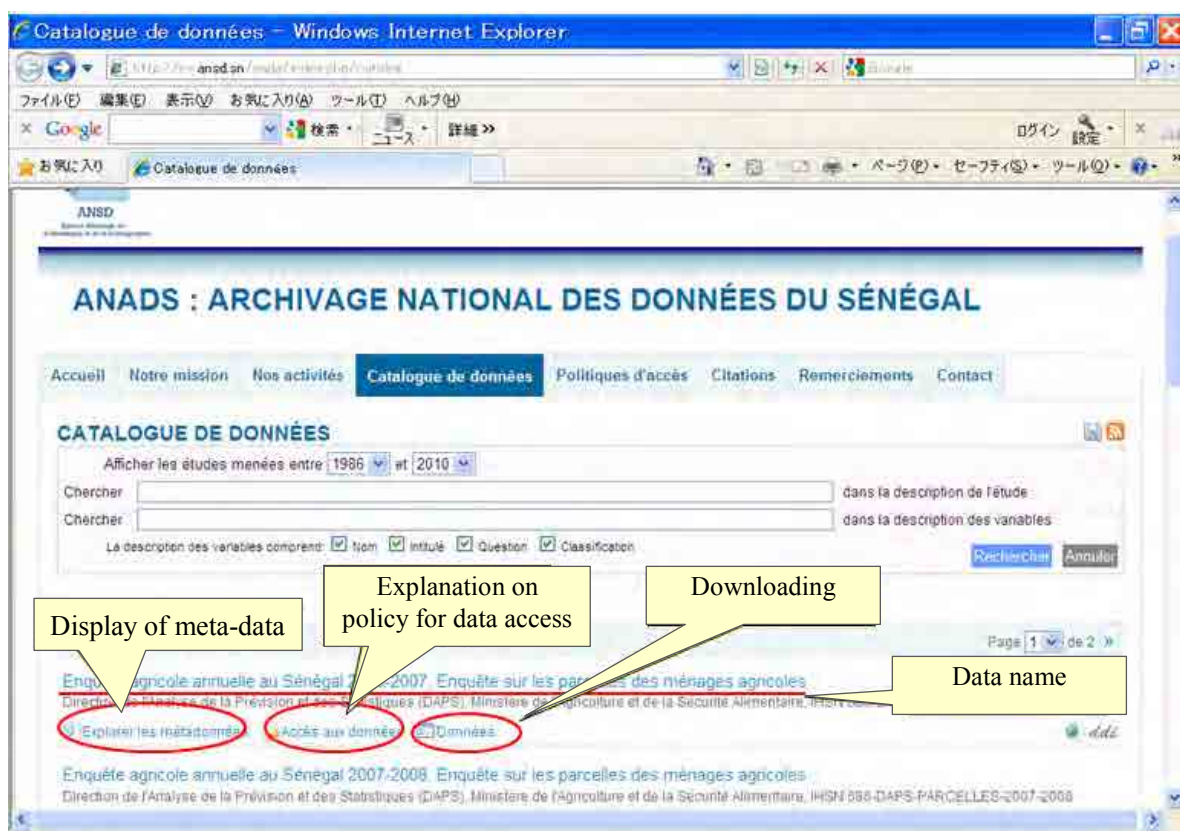 Catalogue de données - Windows Internet Explorer
ansd.sn
ファイル(F) 編集(E) 表示(V) お気に入り(A) ツール(T) ヘルプ(H)
× Google 検索 ニュース 詳細 » ログイン 設定 ×
お気に入り Catalogue de données ページ(P) セーフティ(S) ツール(O) »
ANSD
ANADS : ARCHIVAGE NATIONAL DES DONNÉES DU SÉNÉGAL
Accueil Notre mission Nos activités Catalogue de données Politiques d'accès Citations Remerciements Contact
CATALOGUE DE DONNÉES
Afficher les études menées entre 1986 et 2010
Chercher dans la description de l'étude
Chercher dans la description des variables
La description des variables comprend: Nom Intitulé Question Classification
Rechercher Annuler
Explanation on
policy for data access
Downloading
Display of meta-data
Page 1 de 2 »
Data name
agricole annuelle au Sénégal 2007. Enquête sur les parcelles des ménages agricoles
l'Analyse de la Prévision et des Statistiques (DAPS), Ministère de l'Agriculture et de la Sécurité Alimentaire,
Explorer les métadonnées Accès aux données Données ddi
Enquête agricole annuelle au Sénégal 2007-2008. Enquête sur les parcelles des ménages agricoles
Direction de l'Analyse de la Prévision et des Statistiques (DAPS), Ministère de l'Agriculture et de la Sécurité Alimentaire, IHSN 686-DAPS-PARCELLES-2007-2008